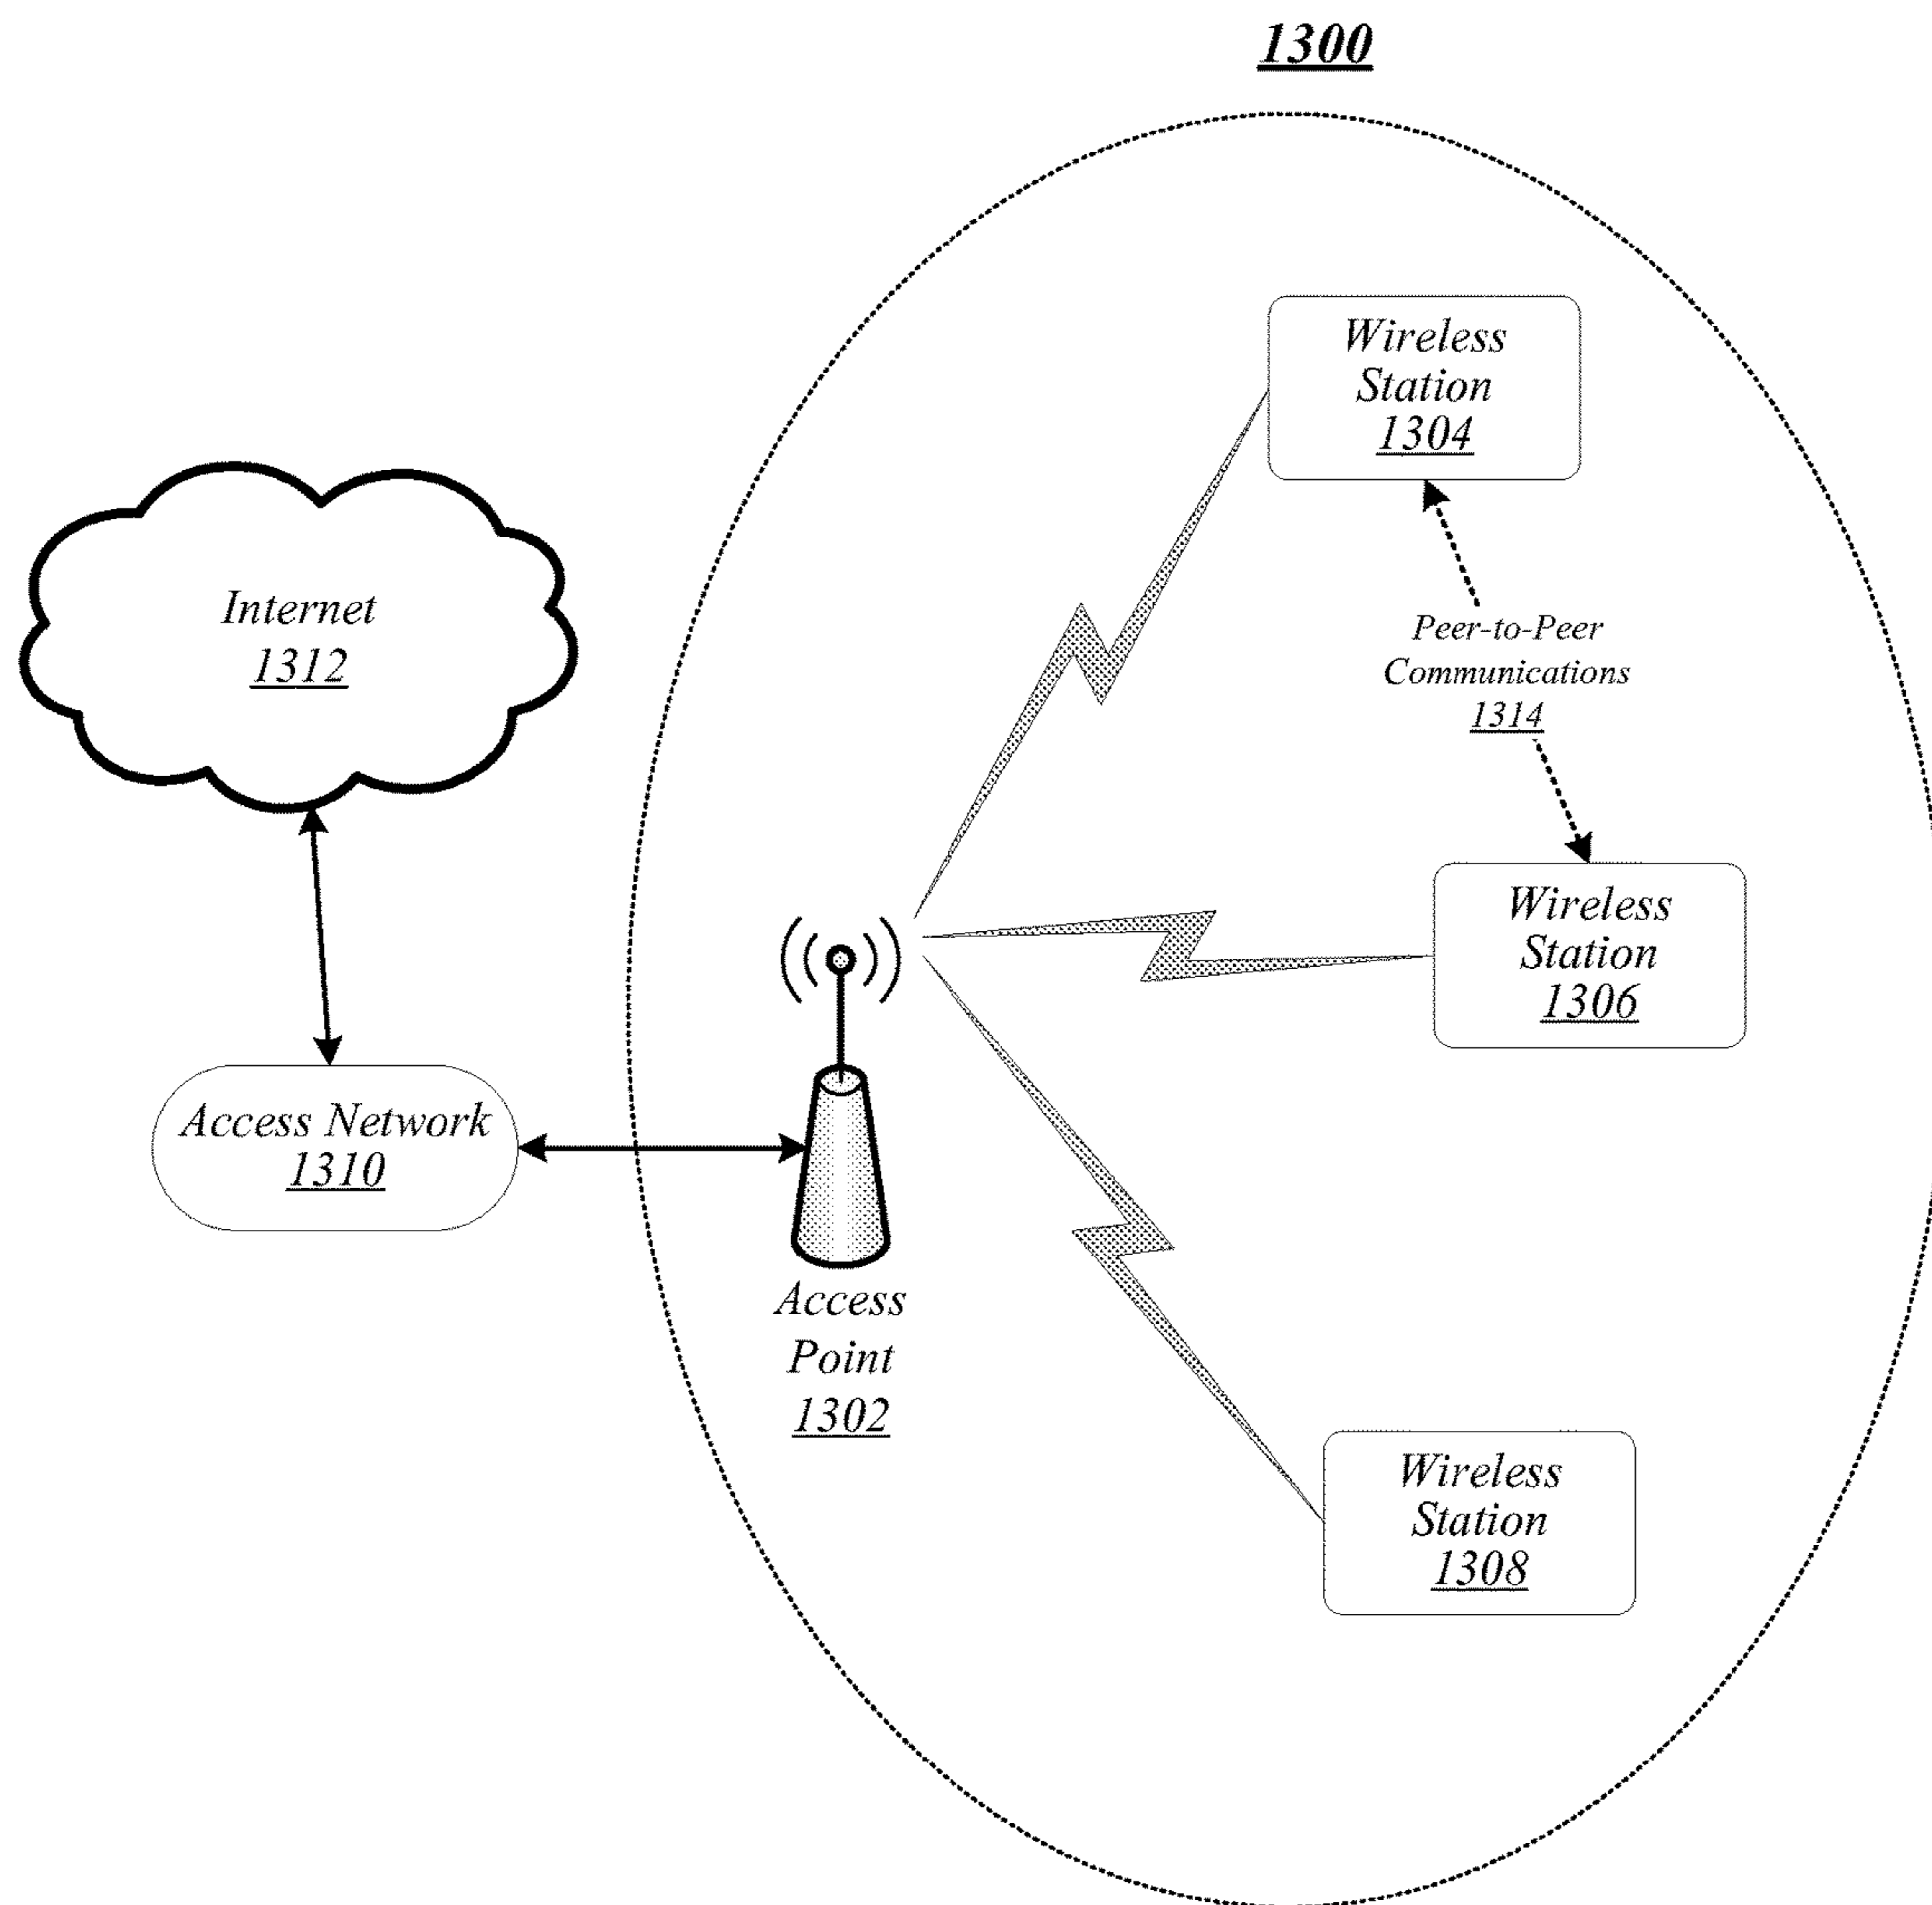 1300
Wireless
Station
1304
Internet
1312
Peer-to-Peer
Communications
1314
Wireless
Station
1306
Access Network
1310
Access
Point
1302
Wireless
Station
1308